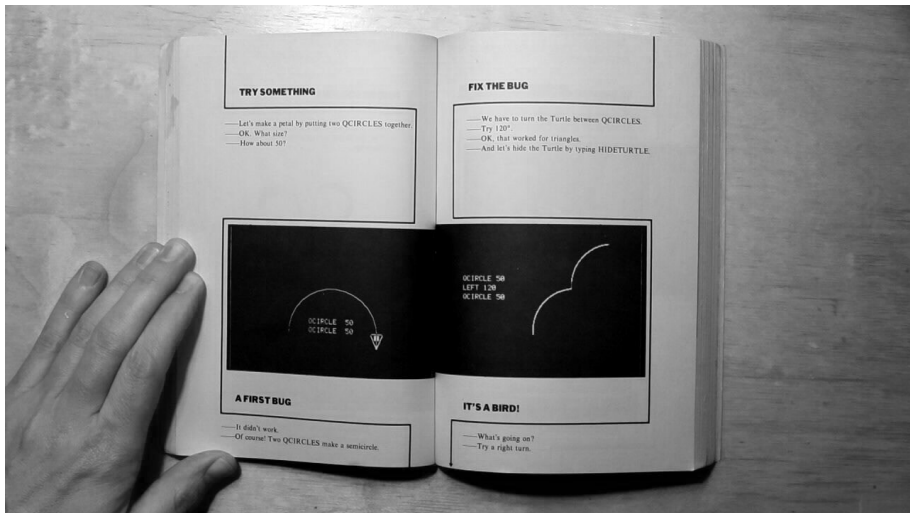 TRY SOMETHING
——Let's make a petal by putting two QCIRCLES together.
——OK. What size?
——How about 50?
QCIRCLE 50
QCIRCLE 50
A FIRST BUG
——It didn't work.
——Of course! Two QCIRCLES make a semicircle.
FIX THE BUG
——We have to turn the Turtle between QCIRCLES.
——Try 120°.
——OK, that worked for triangles.
——And let's hide the Turtle by typing HIDETURTLE.
QCIRCLE 50
LEFT 120
QCIRCLE 50
IT'S A BIRD!
——What's going on?
——Try a right turn.